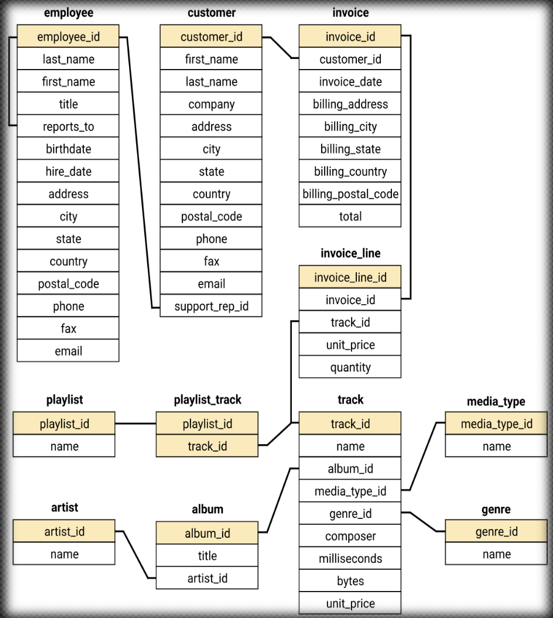 employee
employee_id
last_name
first_name
title
reports_to
birthdate
hire_date
address
city
state
country
postal_code
phone
fax
email
customer
customer_id
first_name
last_name
company
address
city
state
country
postal_code
phone
fax
email
support_rep_id
invoice
invoice_id
customer_id
invoice_date
billing_address
billing_city
billing_state
billing_country
billing_postal_code
total
invoice_line
invoice_line_id
invoice_id
track_id
unit_price
quantity
playlist
playlist_id
name
playlist_track
playlist_id
track_id
track
track_id
name
album_id
media_type_id
genre_id
composer
milliseconds
bytes
unit_price
media_type
media_type_id
name
artist
artist_id
name
album
album_id
title
artist_id
genre
genre_id
name